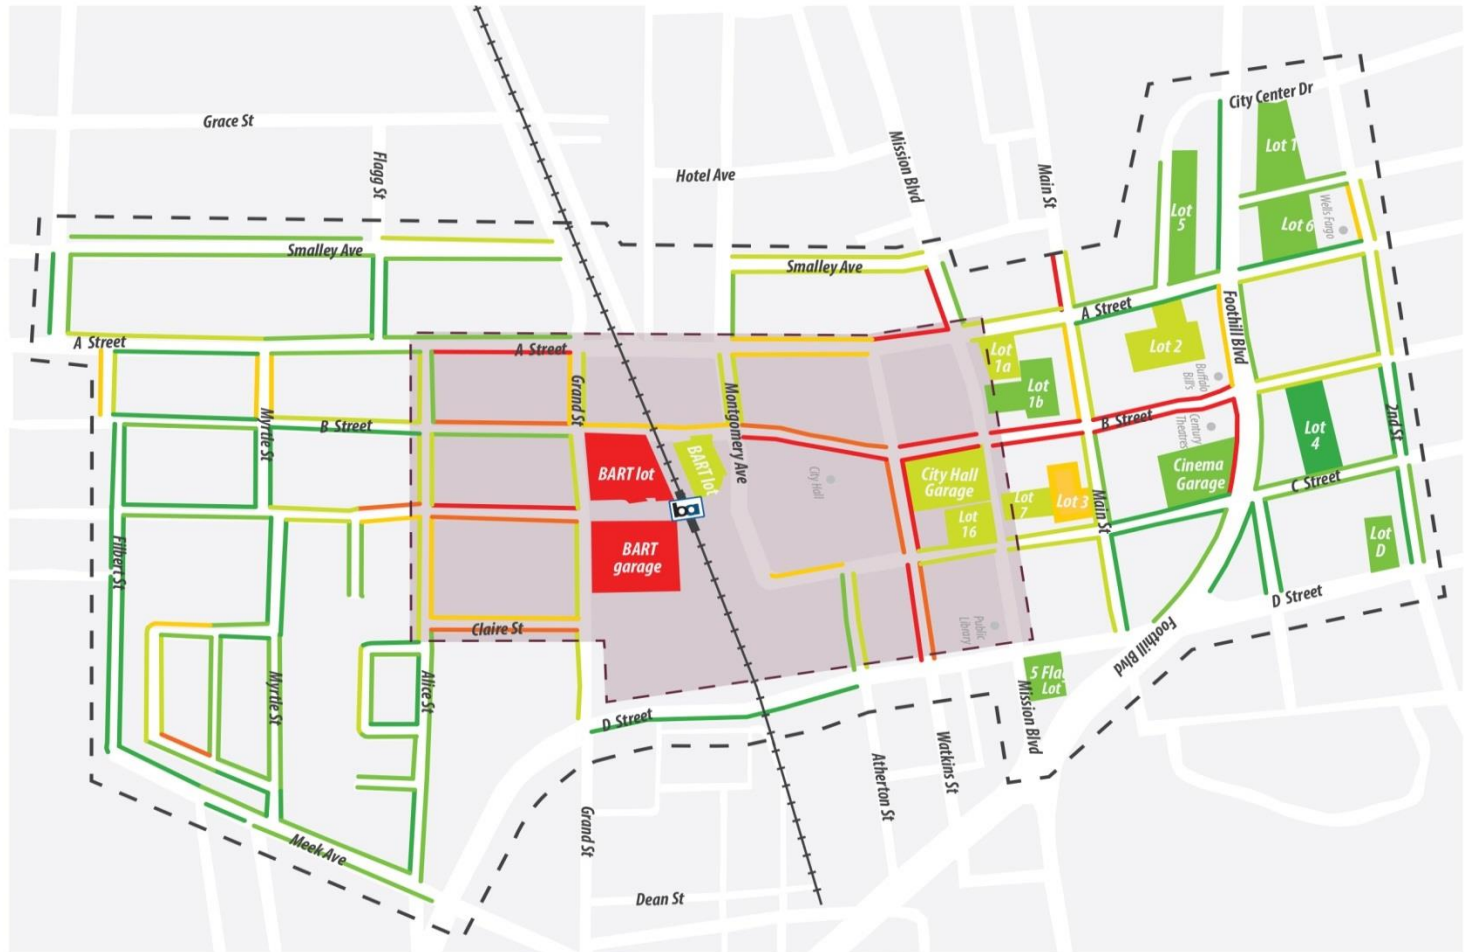 City Center Dr
Grace St
Flagg St
Hotel Ave
Mission Blvd
Main St
Lot 1
Lot
5
Lot 6
Wells Fargo
Smalley Ave
Smalley Ave
A Street
Foothill Blvd
A Street
A Street
Lot
1a
Lot
1b
Lot 2
Buffalo
Bill's
Grand St
Montgomery Ave
Myrtle St
B Street
B Street
Century
Theatres
Lot
4
2nd St
BART lot
BART lot
City Hall
City Hall
Garage
Cinema
Garage
C Street
Lot
7
Lot 3
Main St
ba
Lot
16
Lot
D
Filbert St
BART
garage
D Street
Claire St
Public
Library
Foothill Blvd
Myrtle St
Alice St
5 Flag
Lot
Mission Blvd
D Street
Atherton St
Watkins St
Grand St
Meek Ave
Dean St